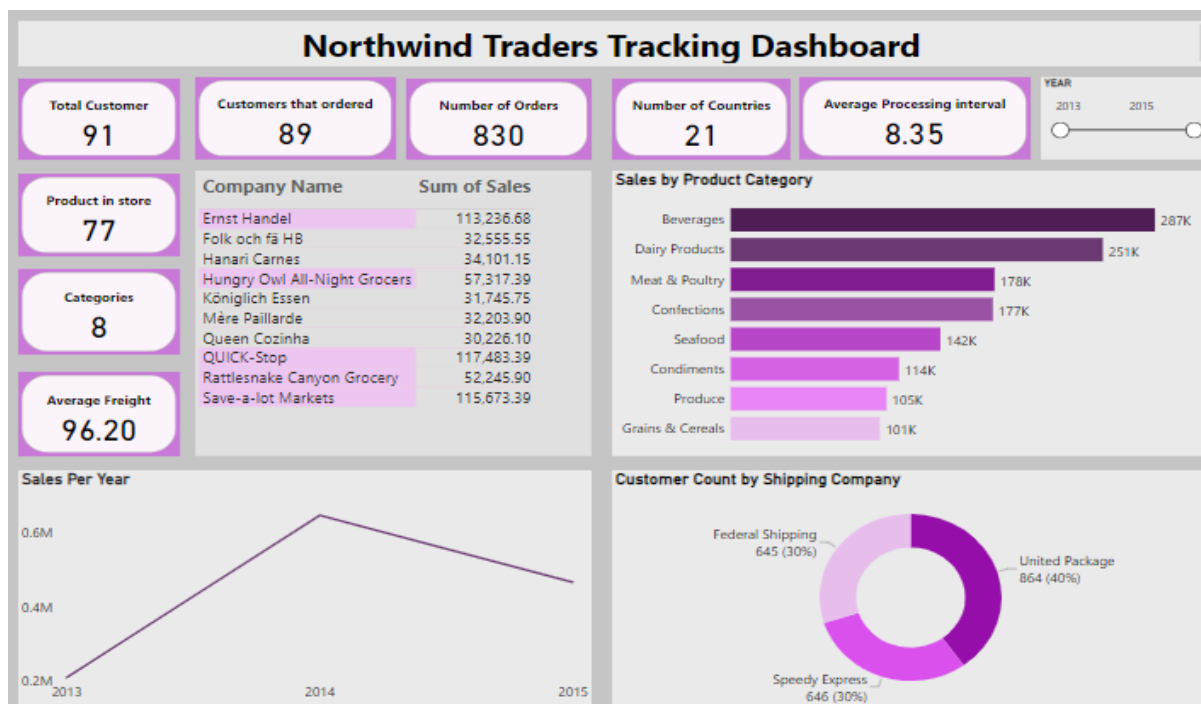 Northwind Traders Tracking Dashboard
Total Customer
91
Customers that ordered
89
Number of Orders
830
Number of Countries
21
Average Processing interval
8.35
YEAR
2013 2015
Product in store
77
Categories
8
Average Freight
96.20
Company Name Sum of Sales
Ernst Handel 113,236.68
Folk och fä HB 32,555.55
Hanari Carnes 34,101.15
Hungry Owl All-Night Grocers 57,317.39
Königlich Essen 31,745.75
Mère Paillarde 32,203.90
Queen Cozinha 30,226.10
QUICK-Stop 117,483.39
Rattlesnake Canyon Grocery 52,245.90
Save-a-lot Markets 115,673.39
Sales by Product Category
Beverages 287K
Dairy Products 251K
Meat & Poultry 178K
Confections 177K
Seafood 142K
Condiments 114K
Produce 105K
Grains & Cereals 101K
Sales Per Year
0.6M
0.4M
0.2M
2013 2014 2015
Customer Count by Shipping Company
Federal Shipping
645 (30%)
United Package
864 (40%)
Speedy Express
646 (30%)